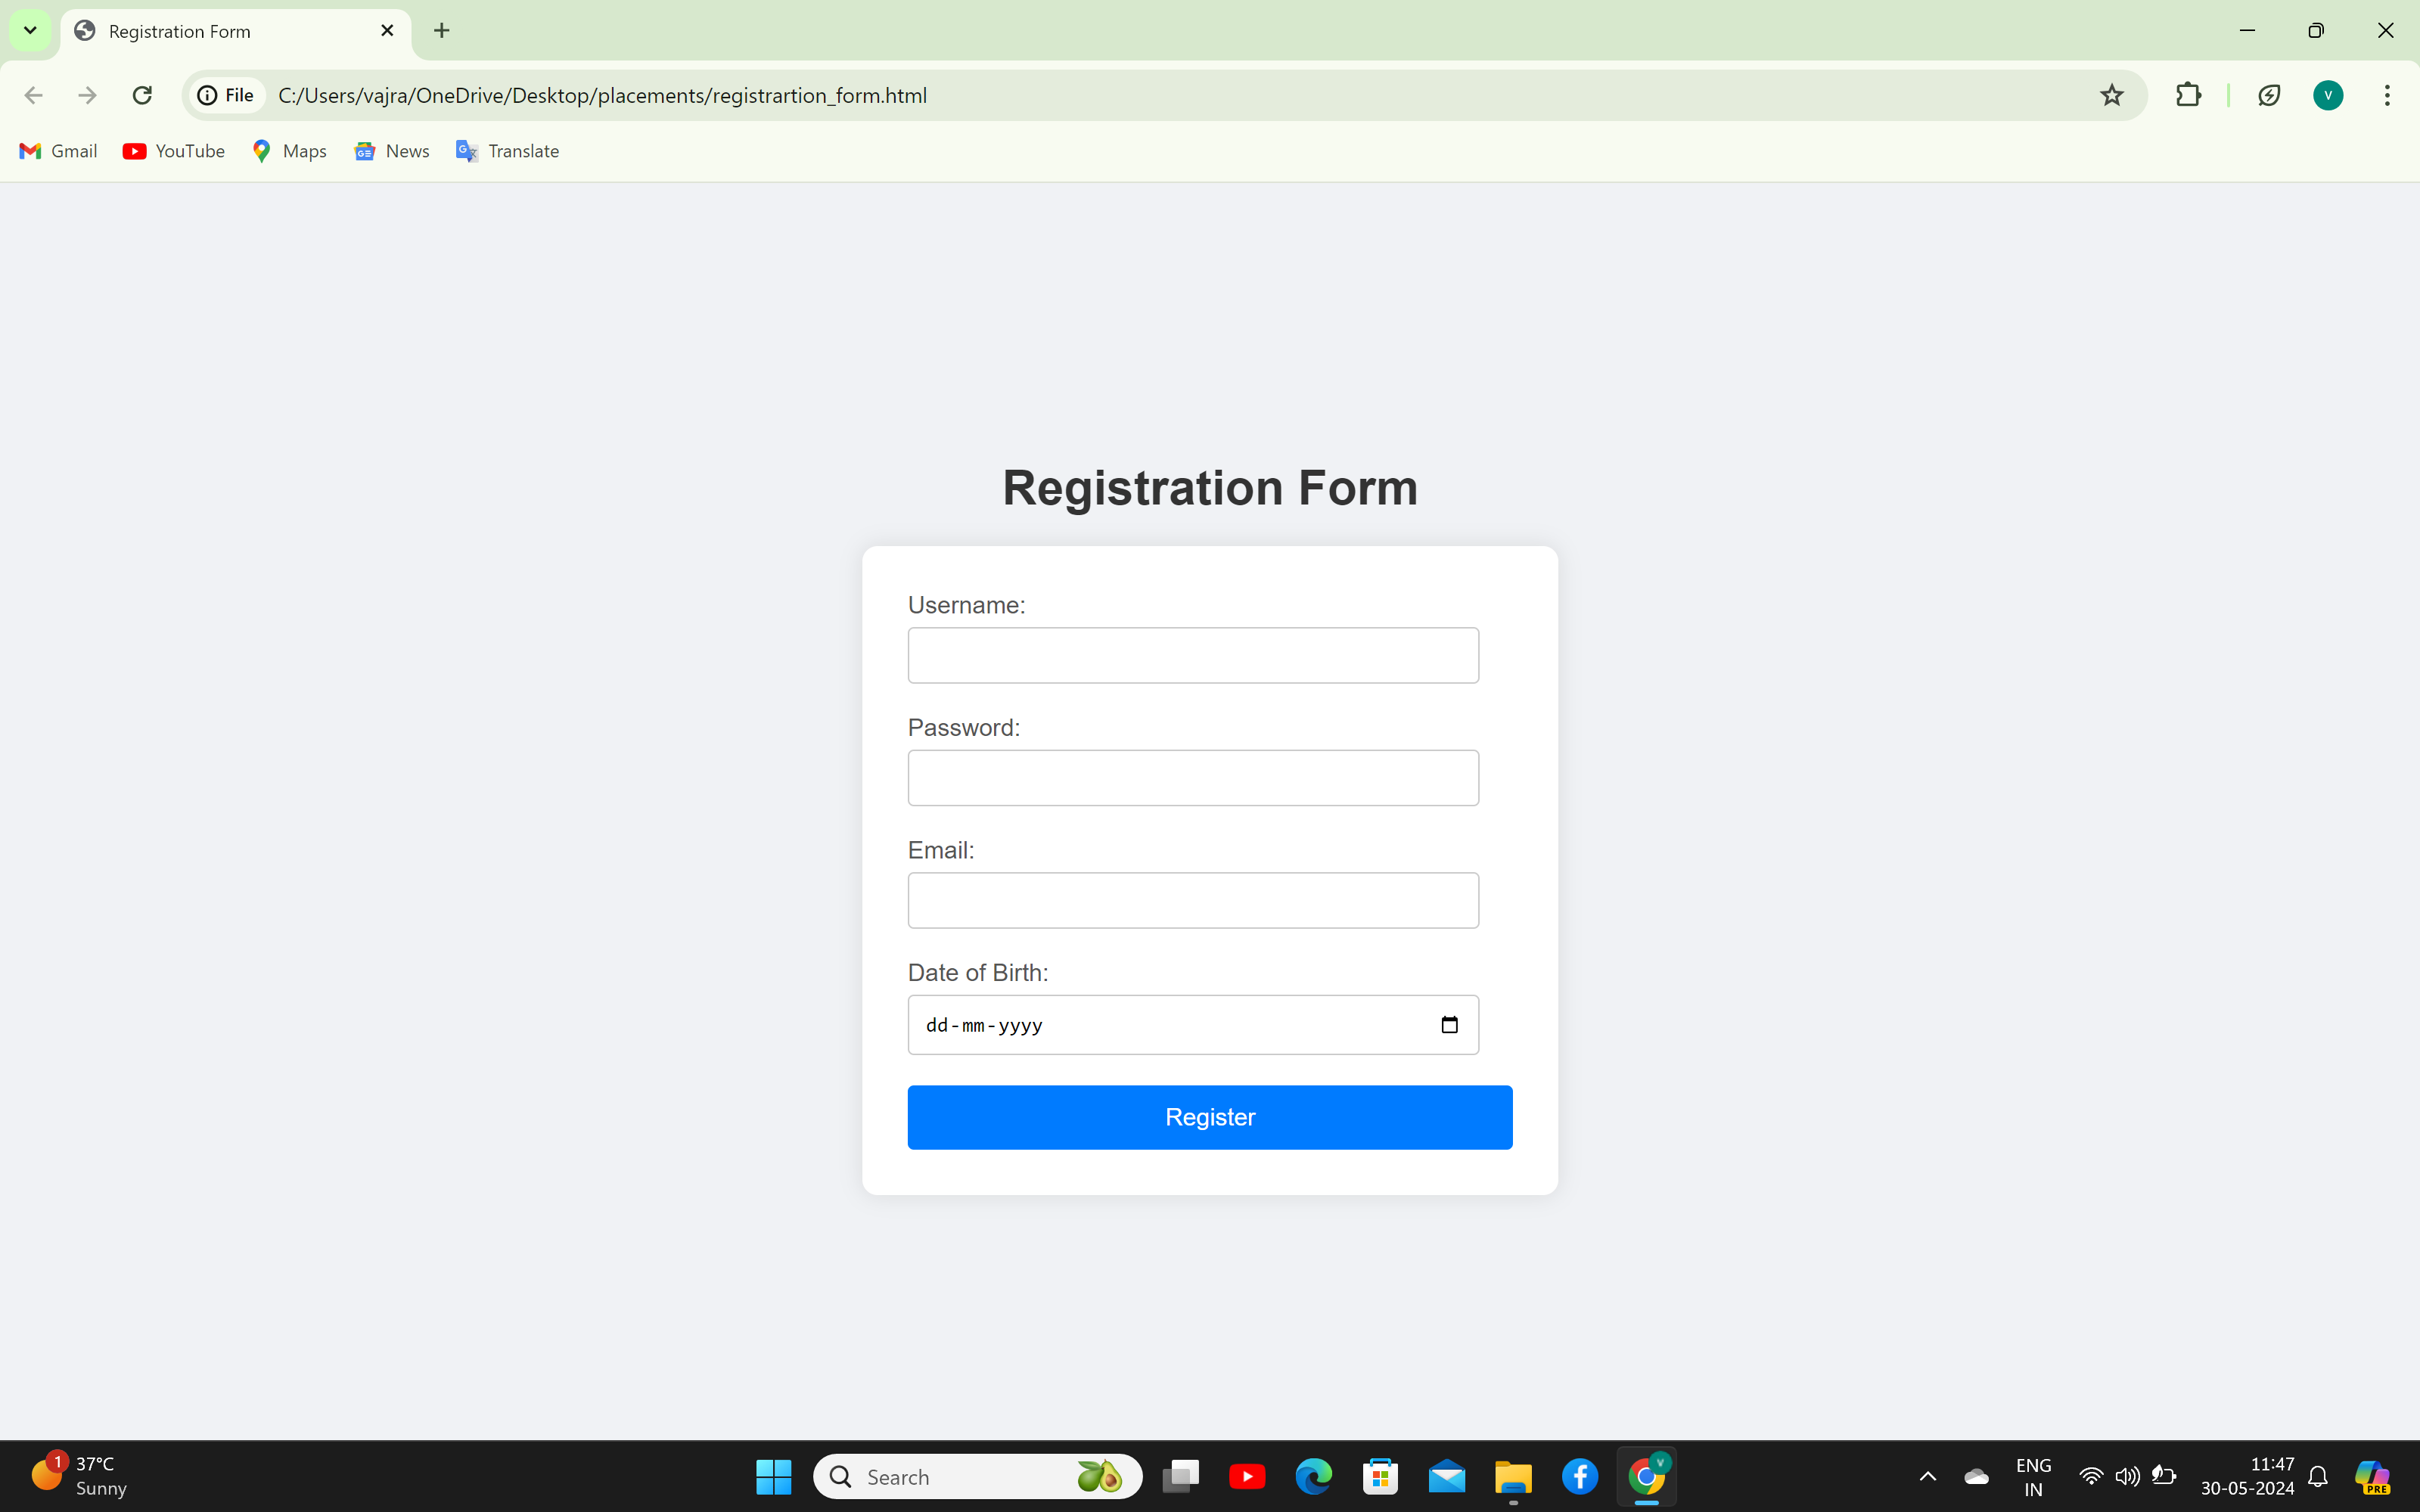 Registration Form
File C:/Users/vajra/OneDrive/Desktop/placements/registrartion_form.html
V
Gmail YouTube Maps News Translate
Registration Form
Username:
Password:
Email:
Date of Birth:
dd-mm-yyyy
Register
1 37°C
Sunny
Search
V
ENG
IN
11:47
30-05-2024
PRE